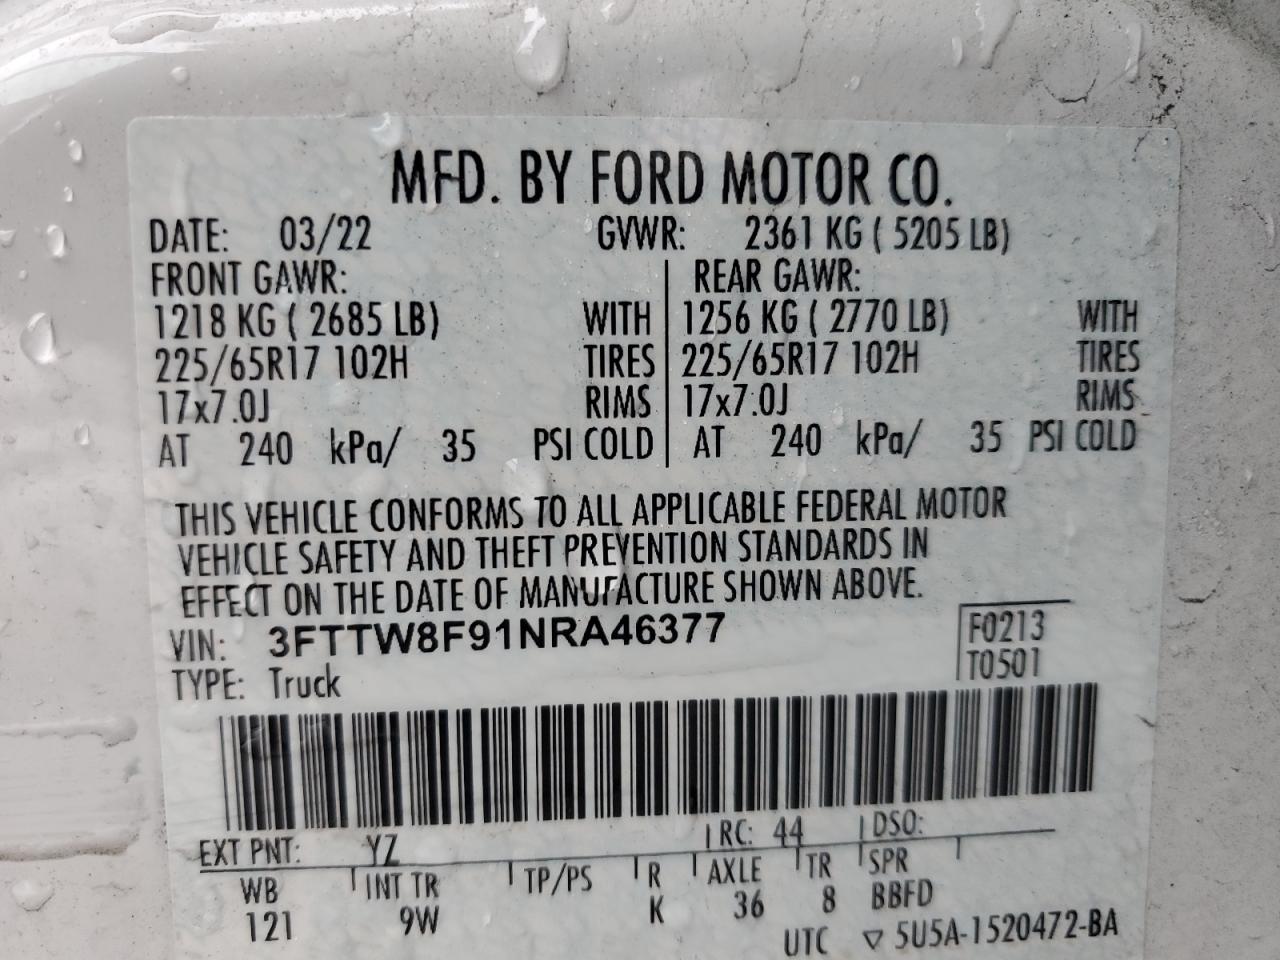 MFD. BY FORD MOTOR CO.
DATE: 03/22 GVWR: 2361 KG ( 5205 LB)
FRONT GAWR: REAR GAWR:
1218 KG ( 2685 LB) WITH 1256 KG ( 2770 LB) WITH
225/65R17 102H TIRES 225/65R17 102H TIRES
17x7.0J RIMS 17x7.0J RIMS
AT 240 kPa/ 35 PSI COLD AT 240 kPa/ 35 PSI COLD
THIS VEHICLE CONFORMS TO ALL APPLICABLE FEDERAL MOTOR
VEHICLE SAFETY AND THEFT PREVENTION STANDARDS IN
EFFECT ON THE DATE OF MANUFACTURE SHOWN ABOVE.
VIN: 3FTTW8F91NRA46377 F0213
TYPE: Truck T0501
EXT PNT: YZ RC: 44 DSO:
WB INT TR TP/PS R AXLE TR SPR
121 9W K 36 8 BBFD
UTC ▽ 5U5A-1520472-BA